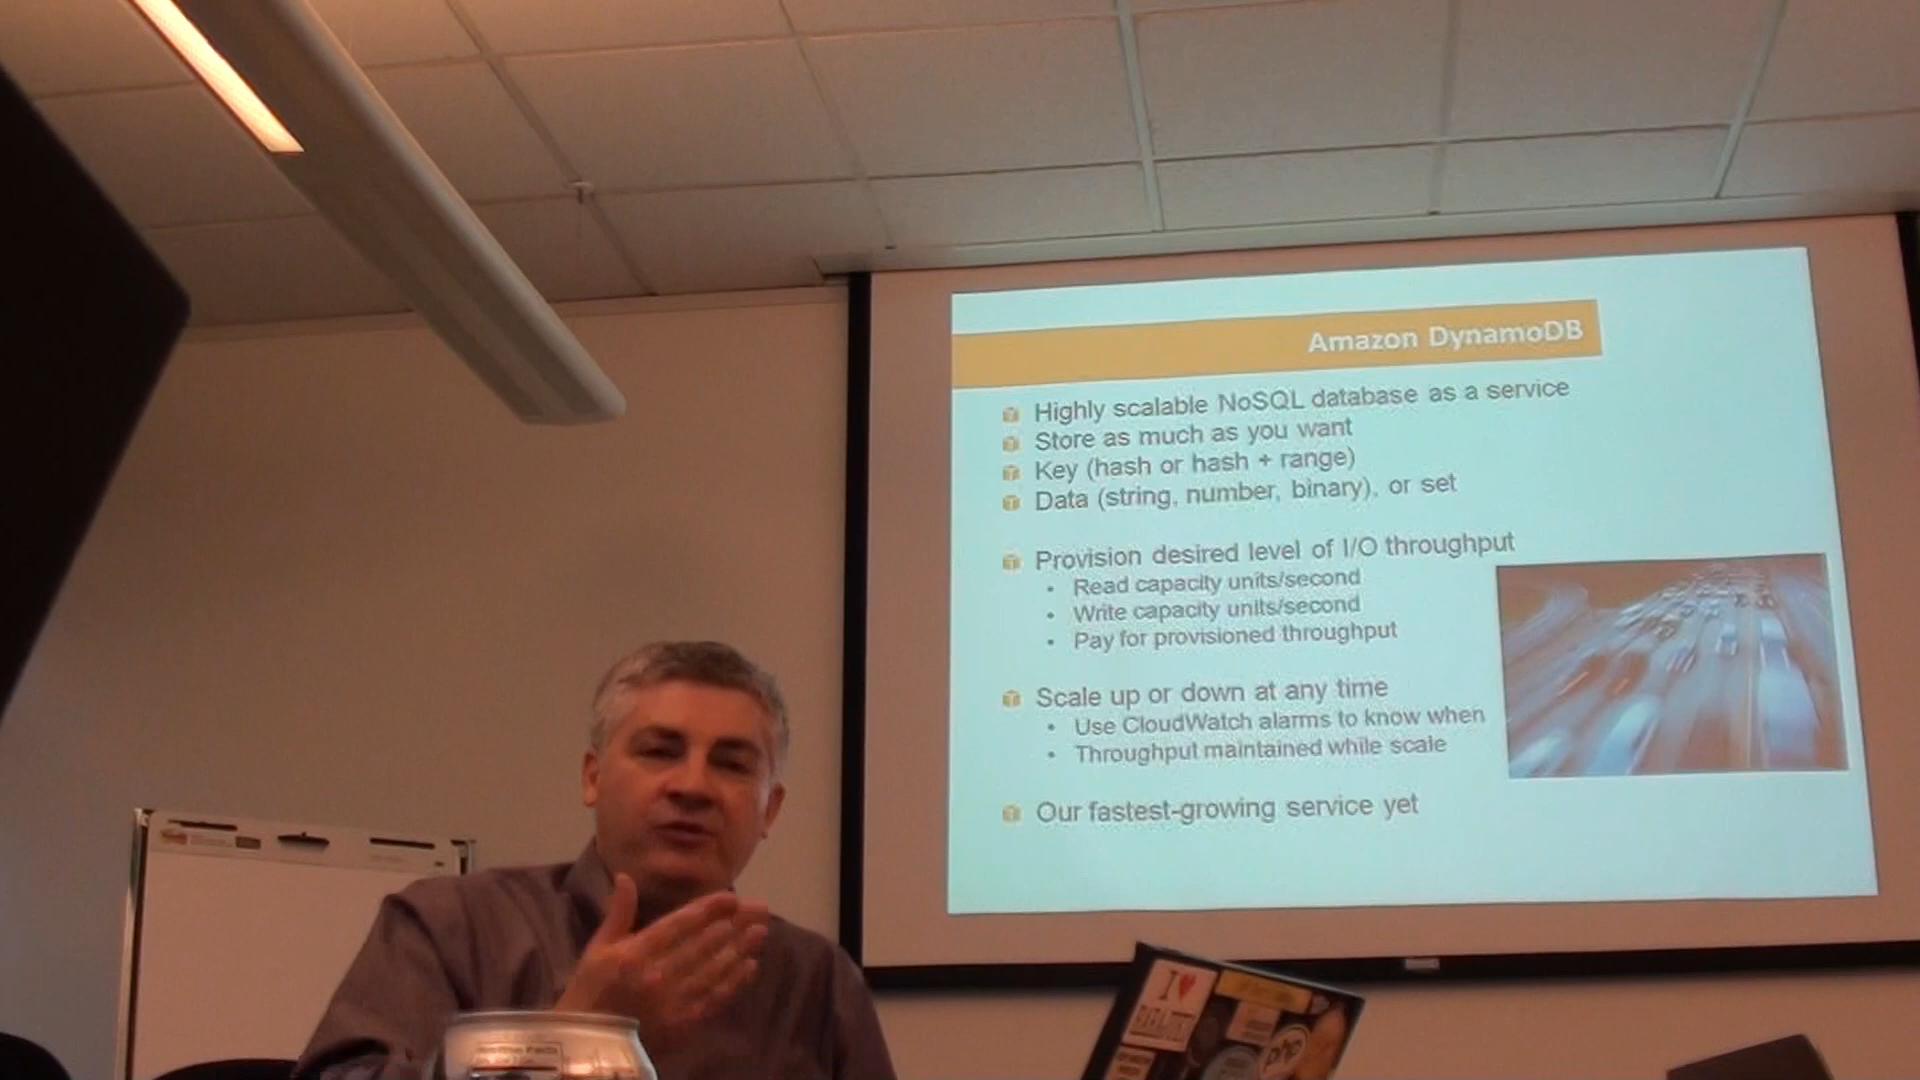 Amazon DynamoDB
Highly scalable NoSQL database as a service
Store as much as you want
Key (hash or hash + range)
Data (string, number, binary), or set
Provision desired level of I/O throughput
Read capacity units/second
Write capacity units/second
Pay for provisioned throughput
Scale up or down at any time
Use CloudWatch alarms to know when
Throughput maintained while scale
Our fastest-growing service yet
I
php